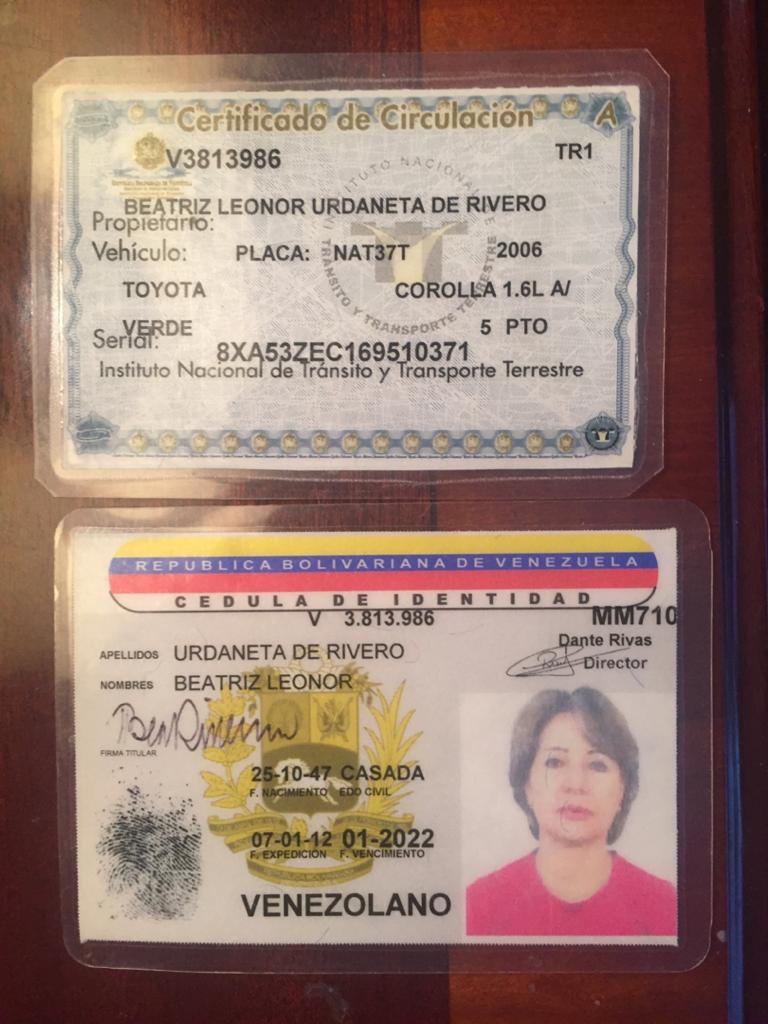 Certificado de Circulación A
V3813986 TR1
BEATRIZ LEONOR URDANETA DE RIVERO
Propietario:
Vehículo: PLACA: NAT37T 2006
TOYOTA COROLLA 1.6L A/
VERDE 5 PTO
Serial:
8XA53ZEC169510371
Instituto Nacional de Tránsito y Transporte Terrestre
INSTITUTO NACIONAL DE TRANSITO Y TRANSPORTE TERRESTRE
REPUBLICA BOLIVARIANA DE VENEZUELA
CEDULA DE IDENTIDAD
V 3.813.986 MM710
Dante Rivas
Director
APELLIDOS URDANETA DE RIVERO
NOMBRES BEATRIZ LEONOR
FIRMA TITULAR
25-10-47 CASADA
F. NACIMIENTO EDO CIVIL
07-01-12 01-2022
F. EXPEDICIÓN F. VENCIMIENTO
VENEZOLANO